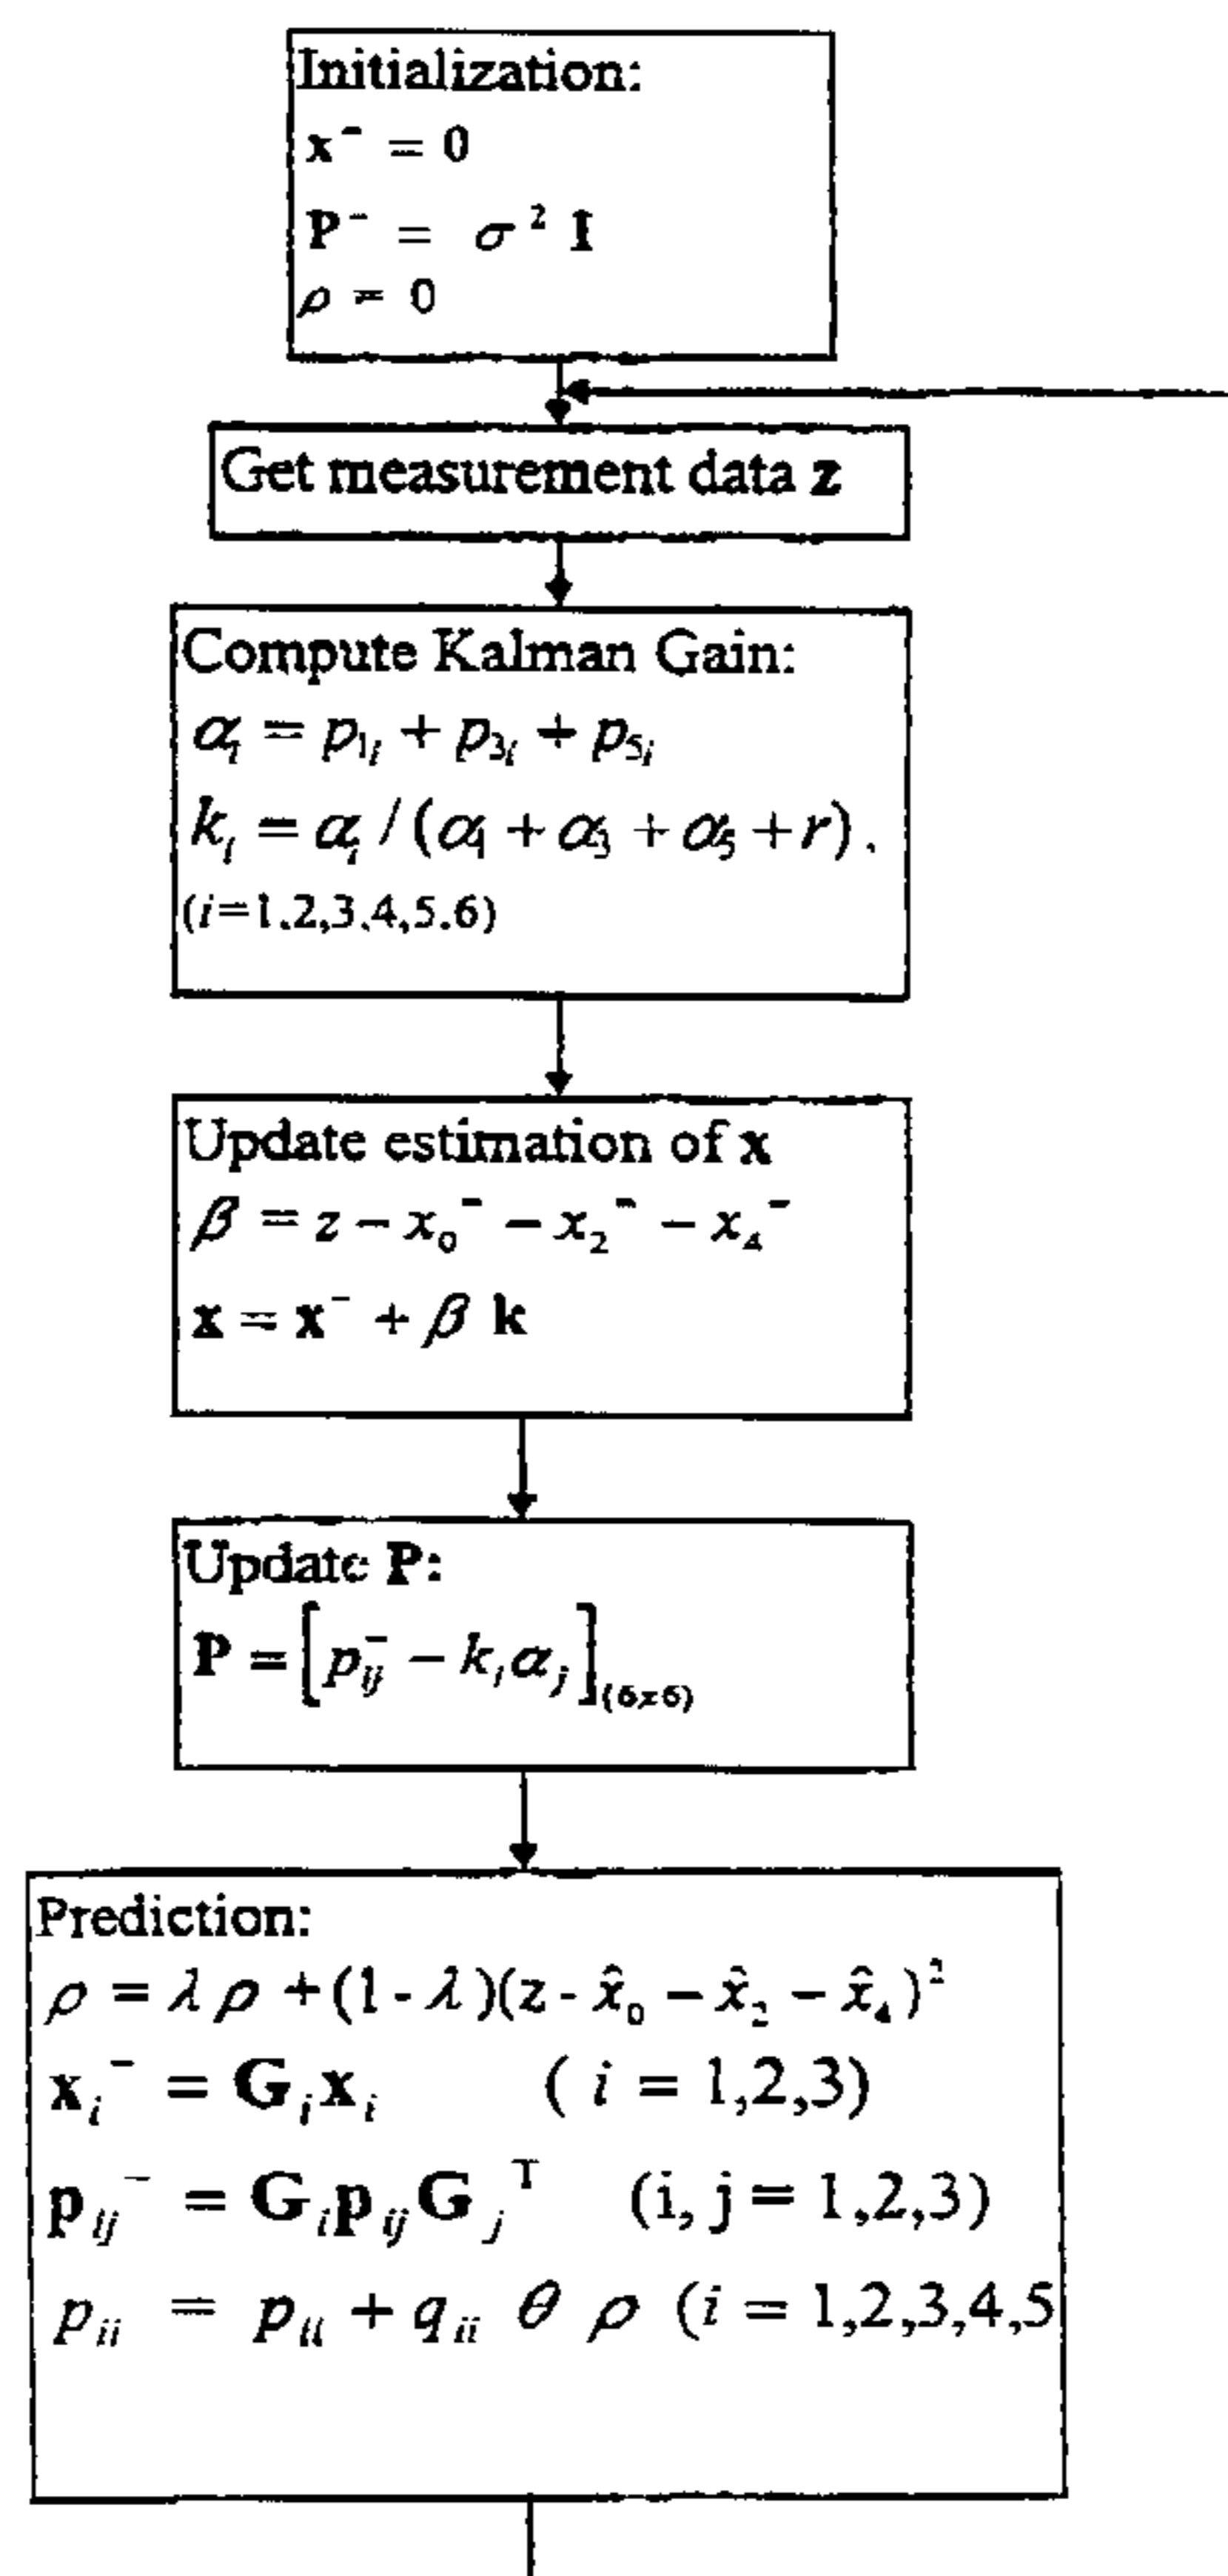 Initialization:
x⁻ = 0
P⁻ = σ² I
ρ = 0
Get measurement data z
Compute Kalman Gain:
αᵢ = p₁ᵢ + p₃ᵢ + p₅ᵢ
kᵢ = αᵢ / (α₁ + α₃ + α₅ + r).
(i=1,2,3,4,5,6)
Update estimation of x
β = z − x₀⁻ − x₂⁻ − x₄⁻
x = x⁻ + β k
Update P:
P = [p⁻ᵢⱼ − kᵢαⱼ]₍₆ₓ₆₎
Prediction:
ρ = λ ρ + (1 - λ)(z - x̂₀ − x̂₂ − x̂₄)²
xᵢ⁻ = Gᵢxᵢ ( i = 1,2,3)
pᵢⱼ⁻ = GᵢpᵢⱼGⱼᵀ (i, j = 1,2,3)
pᵢᵢ = pᵢᵢ + qᵢᵢ θ ρ (i = 1,2,3,4,5